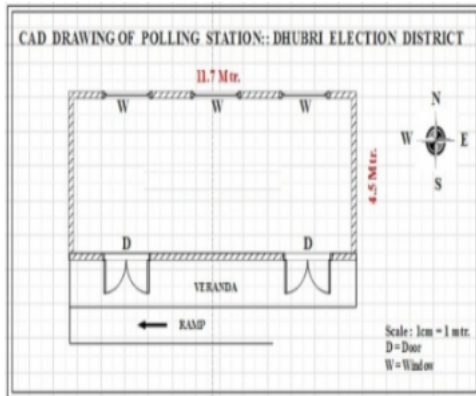 CAD DRAWING OF POLLING STATION:: DHUBRI ELECTION DISTRICT
11.7 Mtr.
W W W
N
W E
S
4.5 Mtr.
D D
VERANDA
RAMP
Scale: 1cm = 1 mtr.
D = Door
W = Window